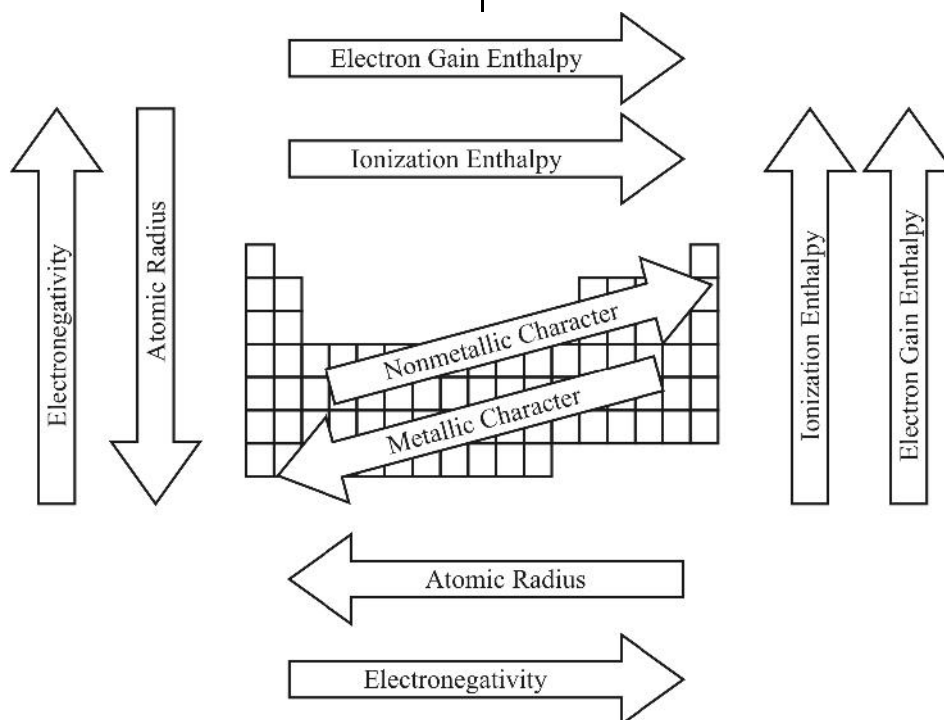 Electron Gain Enthalpy
Ionization Enthalpy
Electronegativity
Atomic Radius
Nonmetallic Character
Metallic Character
Ionization Enthalpy
Electron Gain Enthalpy
Atomic Radius
Electronegativity